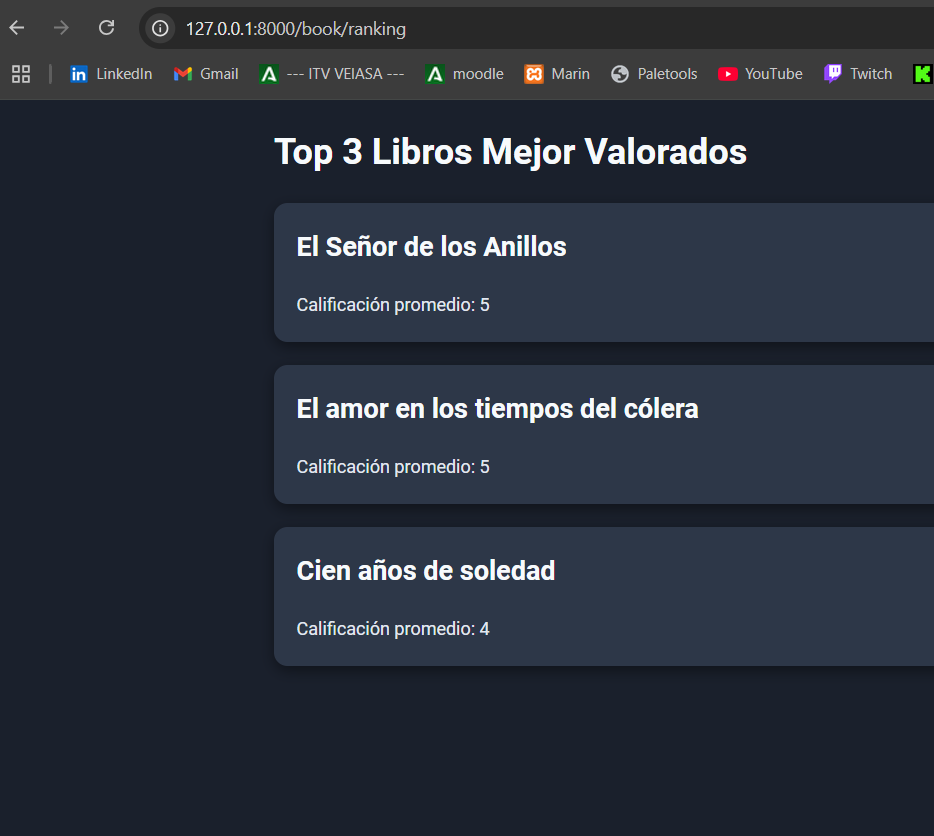 127.0.0.1:8000/book/ranking
LinkedIn Gmail --- ITV VEIASA --- moodle Marin Paletools YouTube Twitch
Top 3 Libros Mejor Valorados
El Señor de los Anillos
Calificación promedio: 5
El amor en los tiempos del cólera
Calificación promedio: 5
Cien años de soledad
Calificación promedio: 4